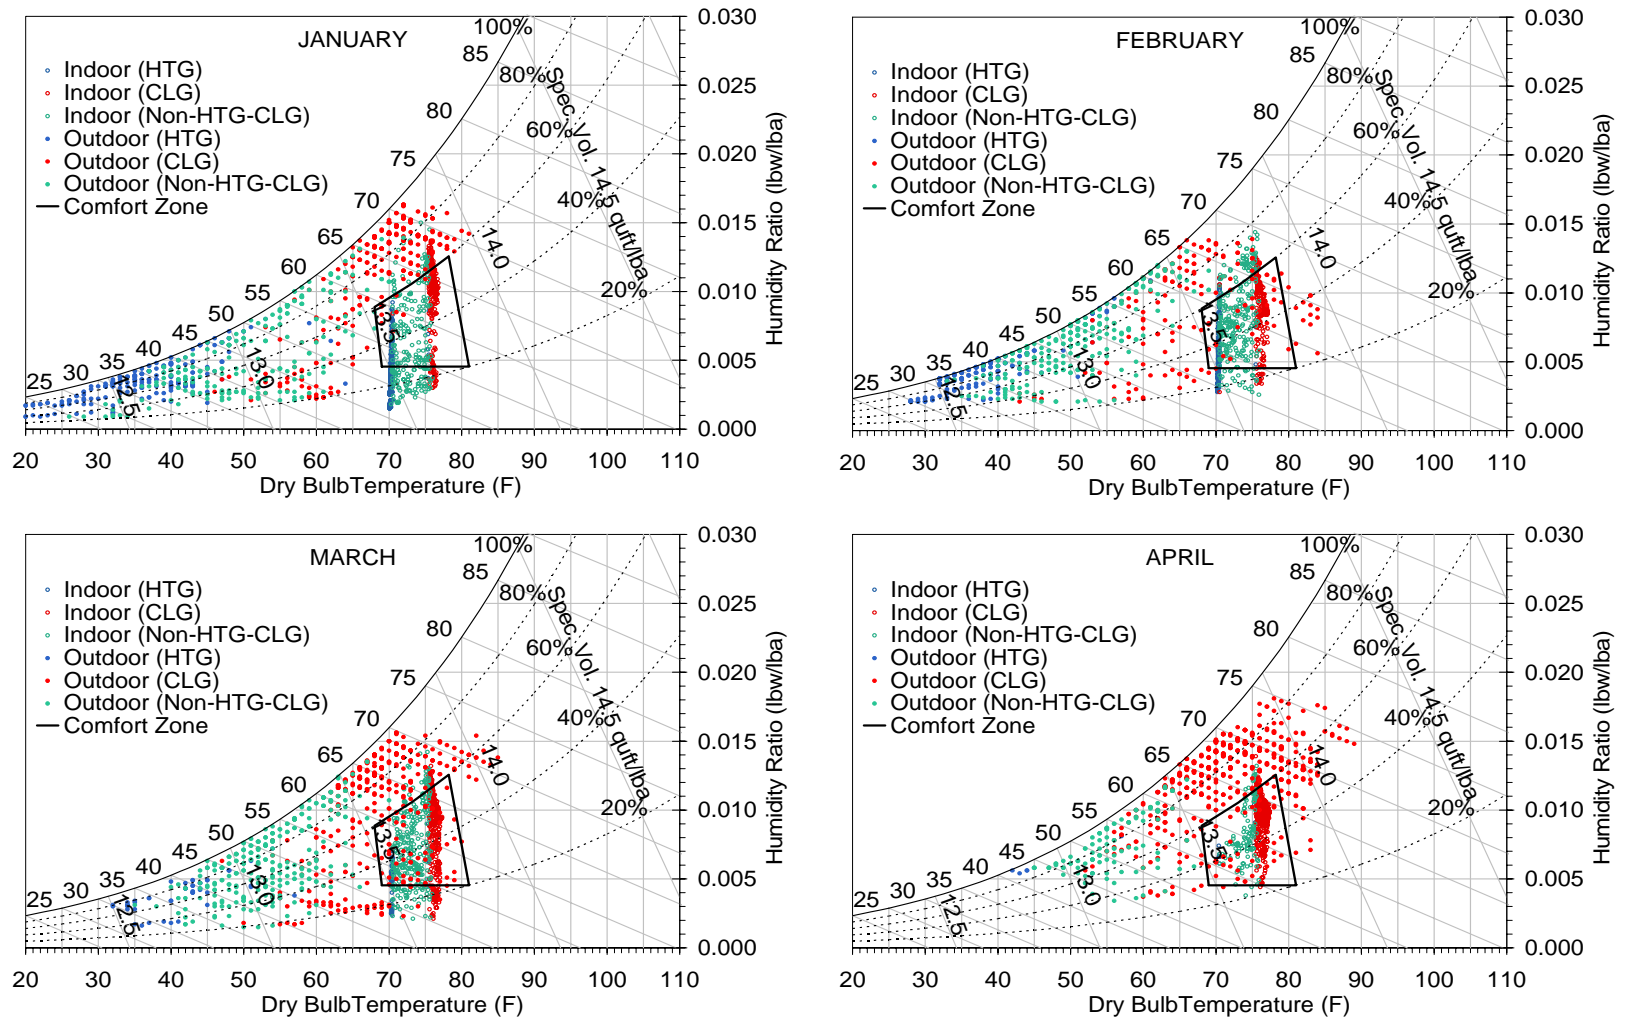 JANUARY
Indoor (HTG)
Indoor (CLG)
Indoor (Non-HTG-CLG)
Outdoor (HTG)
Outdoor (CLG)
Outdoor (Non-HTG-CLG)
Comfort Zone
25 30 35 40 45 50 55 60 65 70 75 80 85
100%
80%
60%
40%
20%
Spec. Vol. 14.5 quft/lba
12.5 13.0 13.5 14.0
0.030
0.025
0.020
0.015
0.010
0.005
0.000
Humidity Ratio (lbw/lba)
20 30 40 50 60 70 80 90 100 110
Dry BulbTemperature (F)
FEBRUARY
Indoor (HTG)
Indoor (CLG)
Indoor (Non-HTG-CLG)
Outdoor (HTG)
Outdoor (CLG)
Outdoor (Non-HTG-CLG)
Comfort Zone
25 30 35 40 45 50 55 60 65 70 75 80 85
100%
80%
60%
40%
20%
Spec. Vol. 14.5 quft/lba
12.5 13.0 13.5 14.0
0.030
0.025
0.020
0.015
0.010
0.005
0.000
Humidity Ratio (lbw/lba)
20 30 40 50 60 70 80 90 100 110
Dry BulbTemperature (F)
MARCH
Indoor (HTG)
Indoor (CLG)
Indoor (Non-HTG-CLG)
Outdoor (HTG)
Outdoor (CLG)
Outdoor (Non-HTG-CLG)
Comfort Zone
25 30 35 40 45 50 55 60 65 70 75 80 85
100%
80%
60%
40%
20%
Spec. Vol. 14.5 quft/lba
12.5 13.0 13.5 14.0
0.030
0.025
0.020
0.015
0.010
0.005
0.000
Humidity Ratio (lbw/lba)
20 30 40 50 60 70 80 90 100 110
Dry BulbTemperature (F)
APRIL
Indoor (HTG)
Indoor (CLG)
Indoor (Non-HTG-CLG)
Outdoor (HTG)
Outdoor (CLG)
Outdoor (Non-HTG-CLG)
Comfort Zone
25 30 35 40 45 50 55 60 65 70 75 80 85
100%
80%
60%
40%
20%
Spec. Vol. 14.5 quft/lba
12.5 13.0 13.5 14.0
0.030
0.025
0.020
0.015
0.010
0.005
0.000
Humidity Ratio (lbw/lba)
20 30 40 50 60 70 80 90 100 110
Dry BulbTemperature (F)